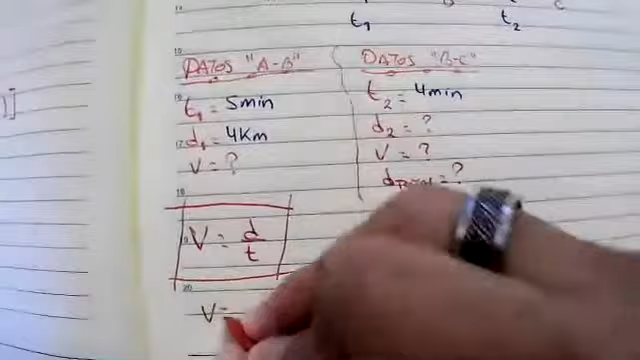 B C
t₁ t₂
DATOS "A-B"
t₁ = 5min
d₁ = 4Km
V = ?
V = d/t
V =
DATOS "B-C"
t₂ = 4min
d₂ = ?
V = ?
= ?